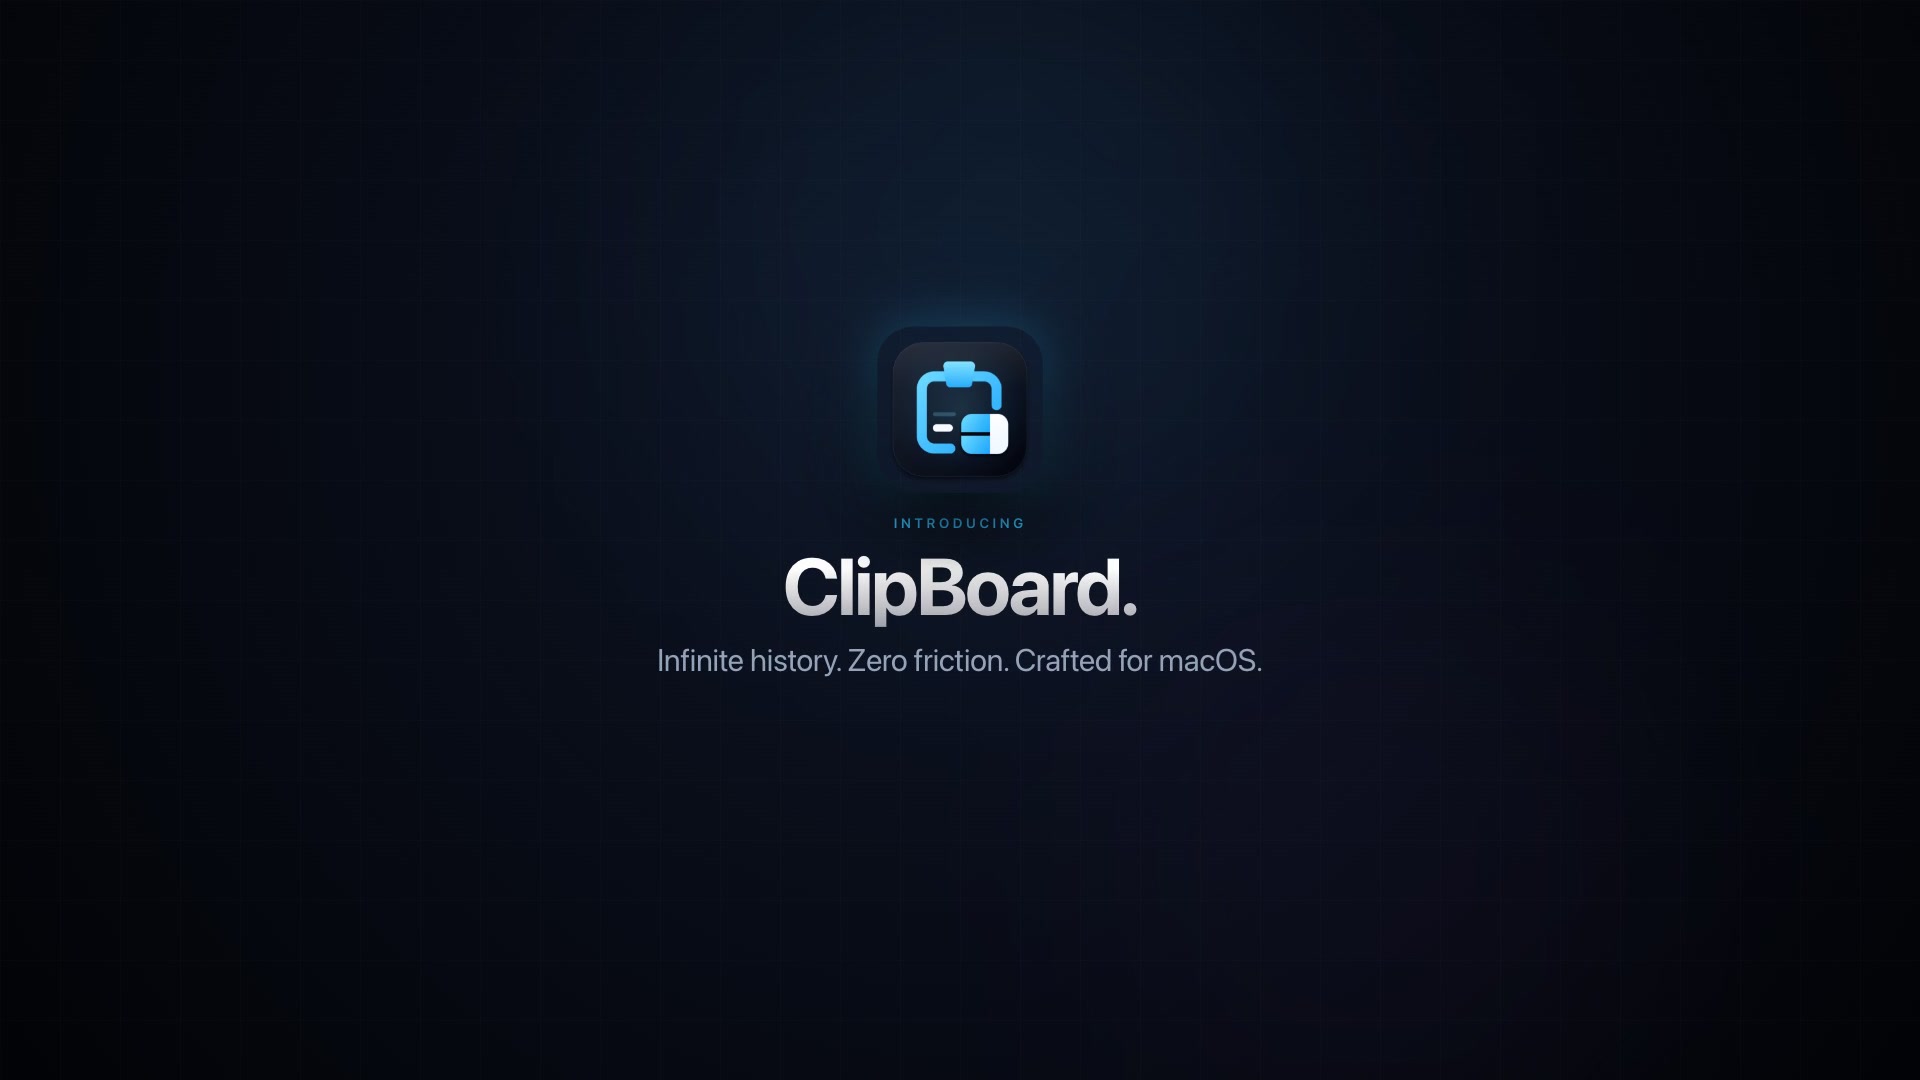 INTRODUCING
ClipBoard.
Infinite history. Zero friction. Crafted for macOS.